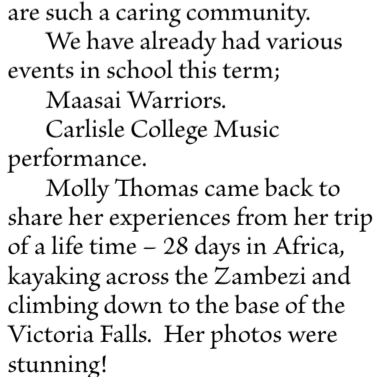 are such a caring community.
We have already had various
events in school this term;
Maasai Warriors.
Carlisle College Music
performance.
Molly Thomas came back to
share her experiences from her trip
of a life time – 28 days in Africa,
kayaking across the Zambezi and
climbing down to the base of the
Victoria Falls.  Her photos were
stunning!